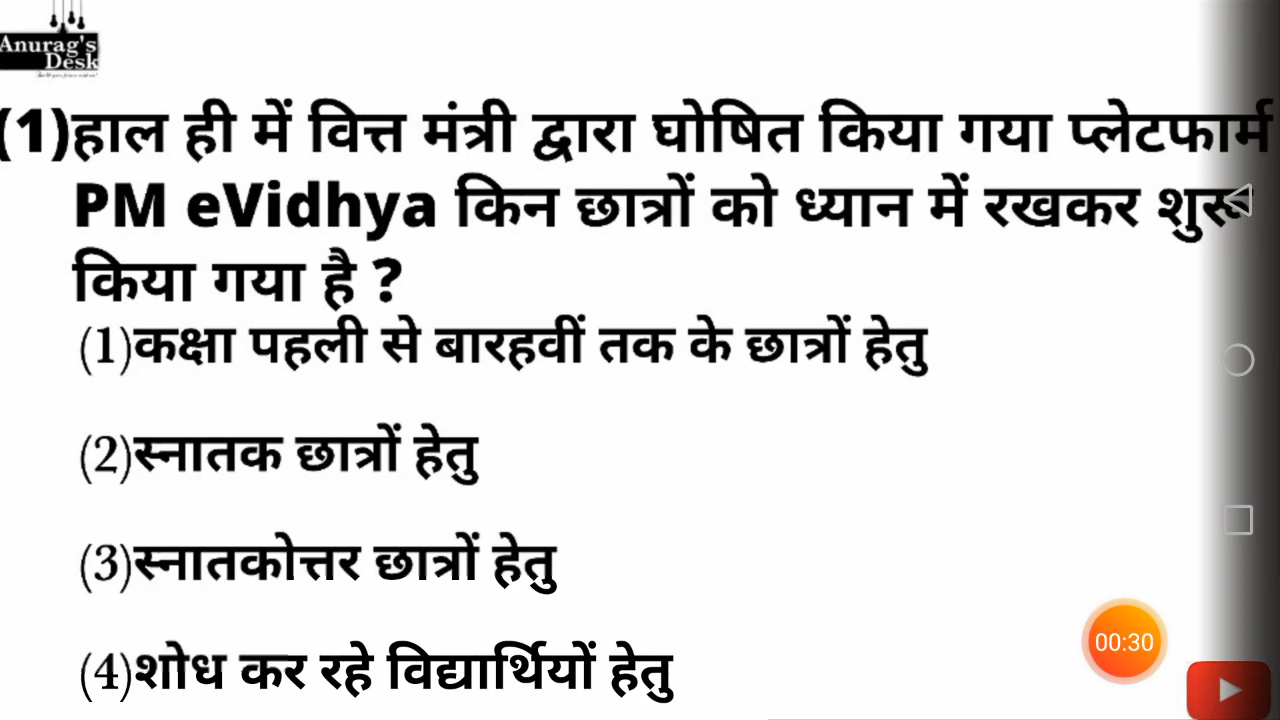 Anurag's
Desk
(1)हाल ही में वित्त मंत्री द्वारा घोषित किया गया प्लेटफार्म
PM eVidhya किन छात्रों को ध्यान में रखकर शुरू
किया गया है ?
(1)कक्षा पहली से बारहवीं तक के छात्रों हेतु
(2)स्नातक छात्रों हेतु
(3)स्नातकोत्तर छात्रों हेतु
(4)शोध कर रहे विद्यार्थियों हेतु
00:30